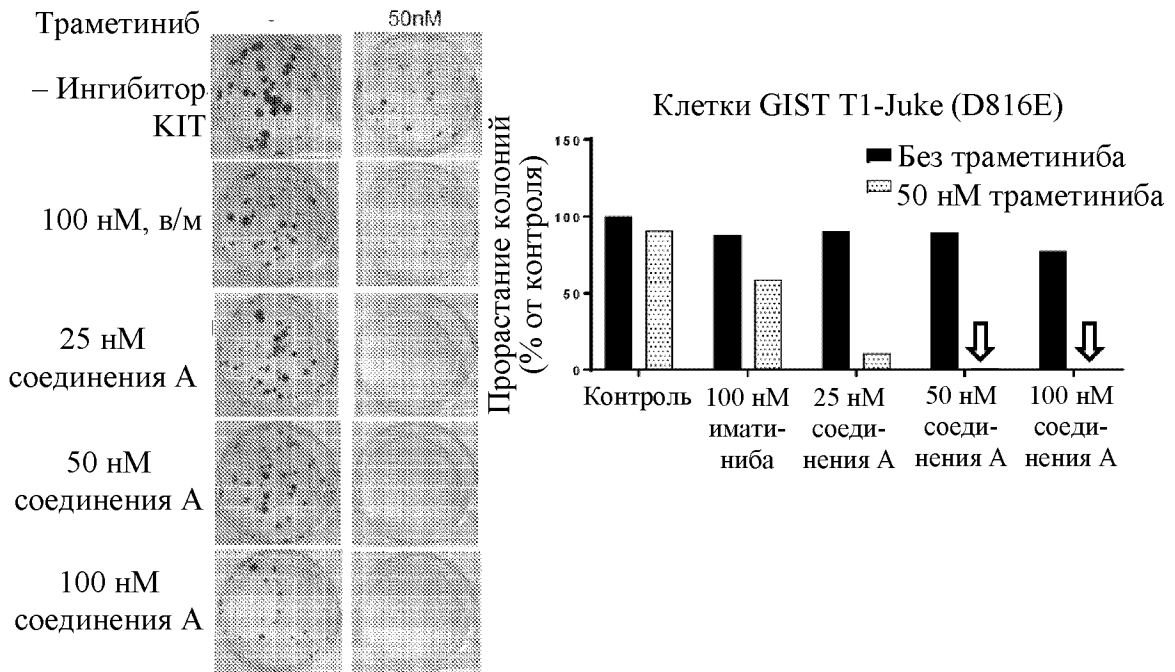 Траметиниб
-
50nM
– Ингибитор
KIT
100 нМ, в/м
25 нМ
соединения А
50 нМ
соединения А
100 нМ
соединения А
Клетки GIST T1-Juke (D816E)
Прорастание колоний
(% от контроля)
150
100
50
0
Без траметиниба
50 нМ траметиниба
Контроль
100 нМ
имати-
ниба
25 нМ
соеди-
нения А
50 нМ
соеди-
нения А
100 нМ
соеди-
нения А